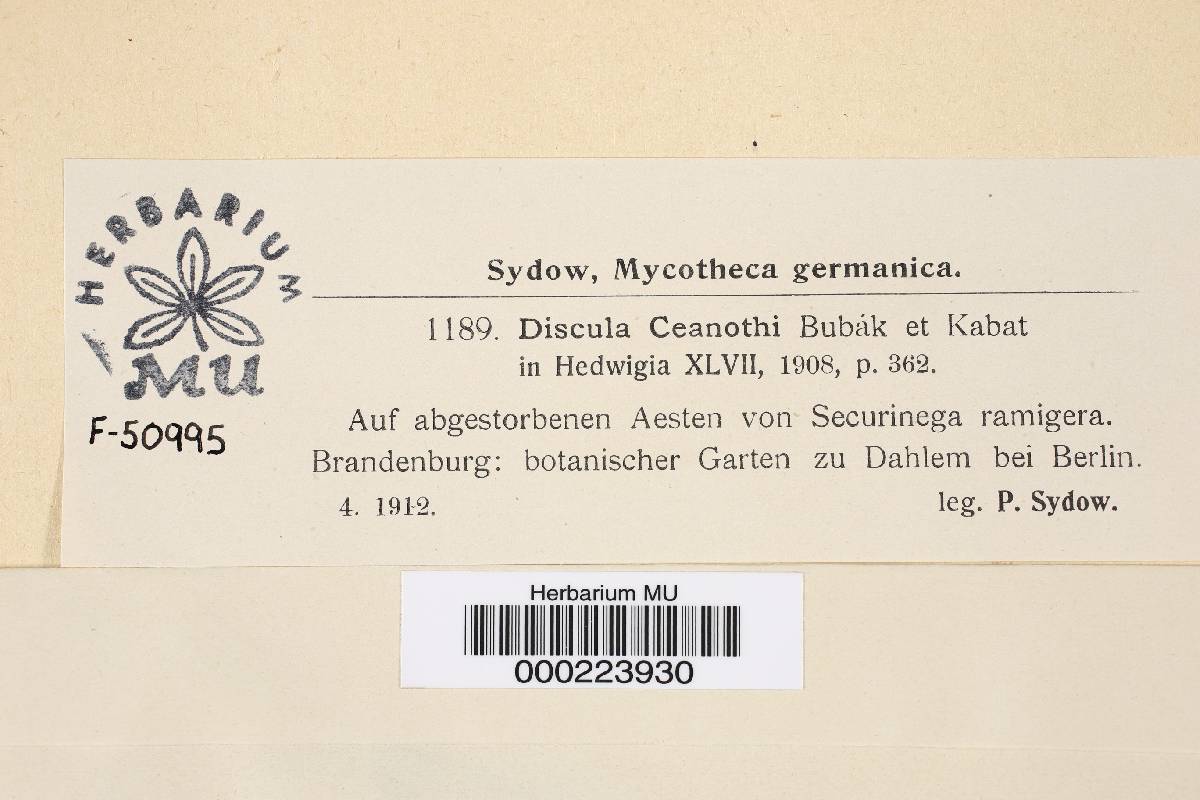 HERBARIUM
MU
F-50995
Sydow, Mycotheca germanica.
1189. Discula Ceanothi Bubák et Kabat
in Hedwigia XLVII, 1908, p. 362.
Auf abgestorbenen Aesten von Securinega ramigera.
Brandenburg: botanischer Garten zu Dahlem bei Berlin.
4. 1912.
leg. P. Sydow.
Herbarium MU
000223930